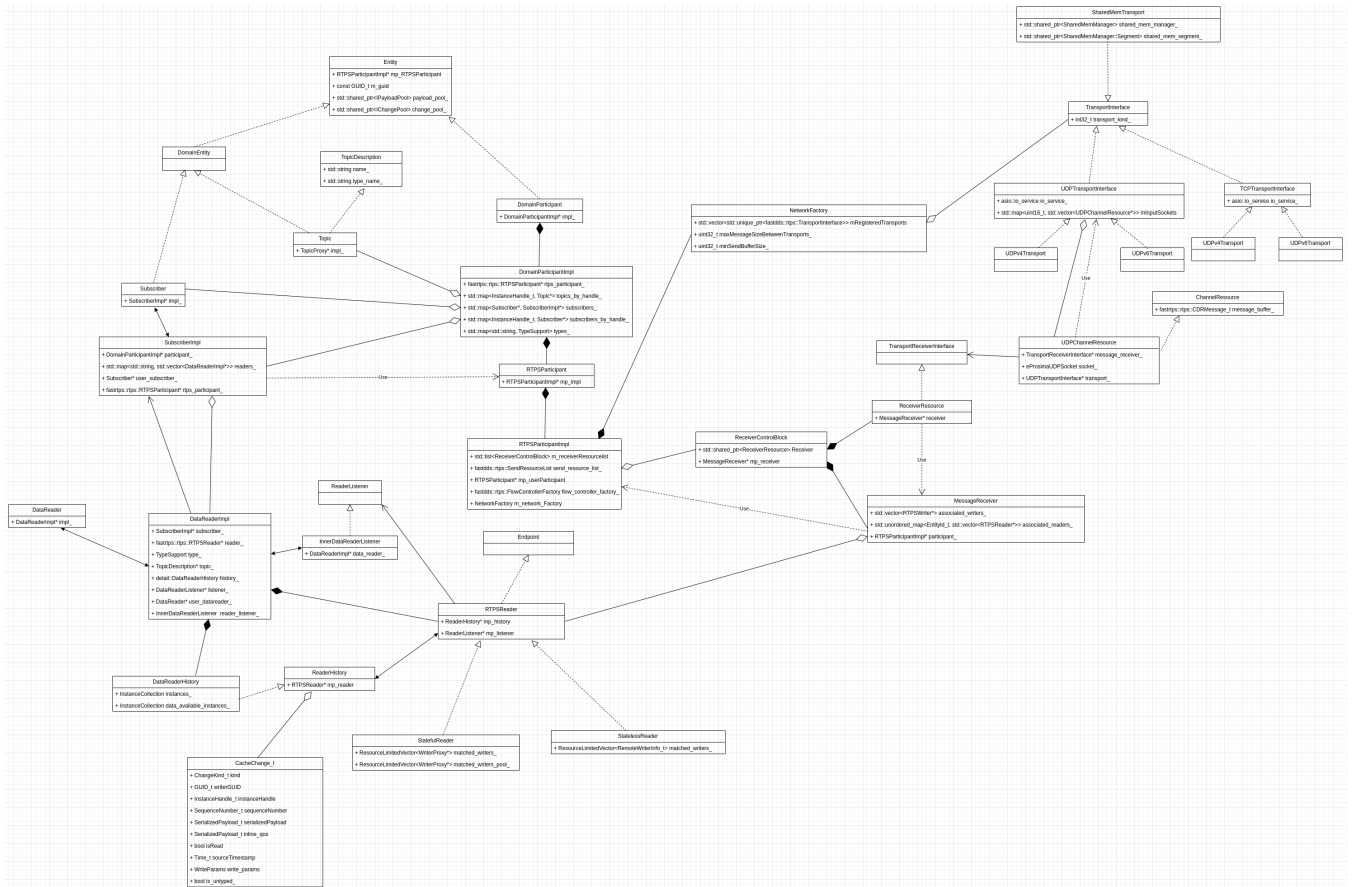 SharedMemTransport
+ std::shared_ptr<SharedMemManager> shared_mem_manager_
+ std::shared_ptr<SharedMemManager::Segment> shared_mem_segment_
Entity
+ RTPSParticipantImpl* mp_RTPSParticipant
+ const GUID_t m_guid
+ std::shared_ptr<IPayloadPool> payload_pool_
+ std::shared_ptr<IChangePool> change_pool_
TransportInterface
+ int32_t transport_kind_
DomainEntity
TopicDescription
+ std::string name_
+ std::string type_name_
DomainParticipant
+ DomainParticipantImpl* impl_
UDPTransportInterface
+ asio::io_service io_service_
+ std::map<uint16_t, std::vector<UDPChannelResource*>> mInputSockets
TCPTransportInterface
+ asio::io_service io_service_
NetworkFactory
+ std::vector<std::unique_ptr<fastdds::rtps::TransportInterface>> mRegisteredTransports
+ uint32_t maxMessageSizeBetweenTransports_
+ uint32_t minSendBufferSize_
Topic
+ TopicProxy* impl_
UDPv4Transport
UDPv6Transport
UDPv4Transport
UDPv6Transport
Use
DomainParticipantImpl
+ fastrtps::rtps::RTPSParticipant* rtps_participant_
+ std::map<InstanceHandle_t, Topic*> topics_by_handle_
+ std::map<Subscriber*, SubscriberImpl*> subscribers_
+ std::map<InstanceHandle_t, Subscriber*> subscribers_by_handle_
+ std::map<std::string, TypeSupport> types_
Subscriber
+ SubscriberImpl* impl_
ChannelResource
+ fastrtps::rtps::CDRMessage_t message_buffer_
SubscriberImpl
+ DomainParticipantImpl* participant_
+ std::map<std::string, std::vector<DataReaderImpl*>> readers_
+ Subscriber* user_subscriber_
+ fastrtps::rtps::RTPSParticipant* rtps_participant_
Use
RTPSParticipant
+ RTPSParticipantImpl* mp_impl
TransportReceiverInterface
UDPChannelResource
+ TransportReceiverInterface* message_receiver_
+ eProsimaUDPSocket socket_
+ UDPTransportInterface* transport_
ReceiverResource
+ MessageReceiver* receiver
RTPSParticipantImpl
+ std::list<ReceiverControlBlock> m_receiverResourcelist
+ fastdds::rtps::SendResourceList send_resource_list_
+ RTPSParticipant* mp_userParticipant
+ fastdds::rtps::FlowControllerFactory flow_controller_factory_
+ NetworkFactory m_network_Factory
ReceiverControlBlock
+ std::shared_ptr<ReceiverResource> Receiver
+ MessageReceiver* mp_receiver
Use
MessageReceiver
+ std::vector<RTPSWriter*> associated_writers_
+ std::unordered_map<EntityId_t, std::vector<RTPSReader*>> associated_readers_
+ RTPSParticipantImpl* participant_
Use
DataReader
+ DataReaderImpl* impl_
DataReaderImpl
+ SubscriberImpl* subscriber_
+ fastrtps::rtps::RTPSReader* reader_
+ TypeSupport type_
+ TopicDescription* topic_
+ detail::DataReaderHistory history_
+ DataReaderListener* listener_
+ DataReader* user_datareader_
+ InnerDataReaderListener reader_listener_
ReaderListener
InnerDataReaderListener
+ DataReaderImpl* data_reader_
Endpoint
RTPSReader
+ ReaderHistory* mp_history
+ ReaderListener* mp_listener
DataReaderHistory
+ InstanceCollection instances_
+ InstanceCollection data_available_instances_
ReaderHistory
+ RTPSReader* mp_reader
StatefulReader
+ ResourceLimitedVector<WriterProxy*> matched_writers_
+ ResourceLimitedVector<WriterProxy*> matched_writers_pool_
StatelessReader
+ ResourceLimitedVector<RemoteWriterInfo_t> matched_writers_
CacheChange_t
+ ChangeKind_t kind
+ GUID_t writerGUID
+ InstanceHandle_t instanceHandle
+ SequenceNumber_t sequenceNumber
+ SerializedPayload_t serializedPayload
+ SerializedPayload_t inline_qos
+ bool isRead
+ Time_t sourceTimestamp
+ WriteParams write_params
+ bool is_untyped_